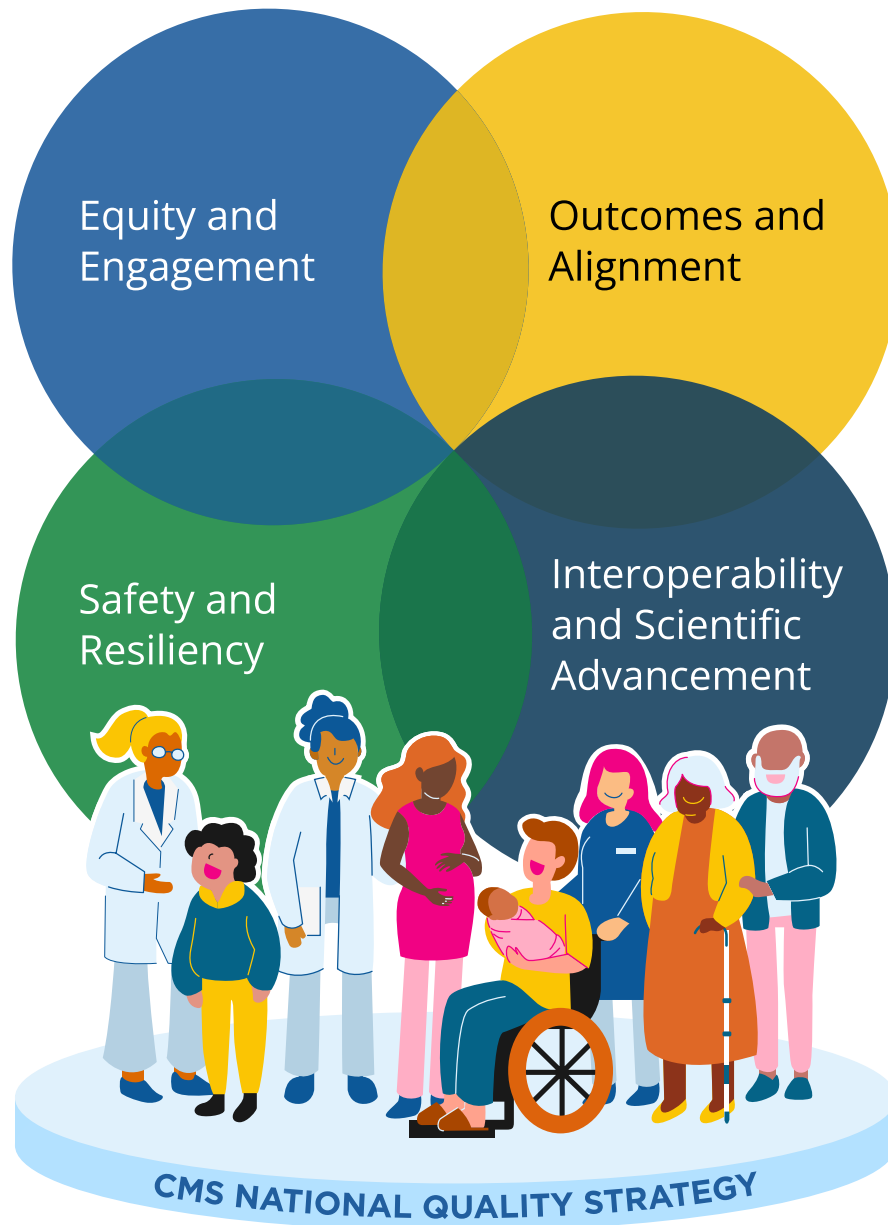 Equity and
Engagement
Outcomes and
Alignment
Safety and
Resiliency
Interoperability
and Scientific
Advancement
CMS NATIONAL QUALITY STRATEGY